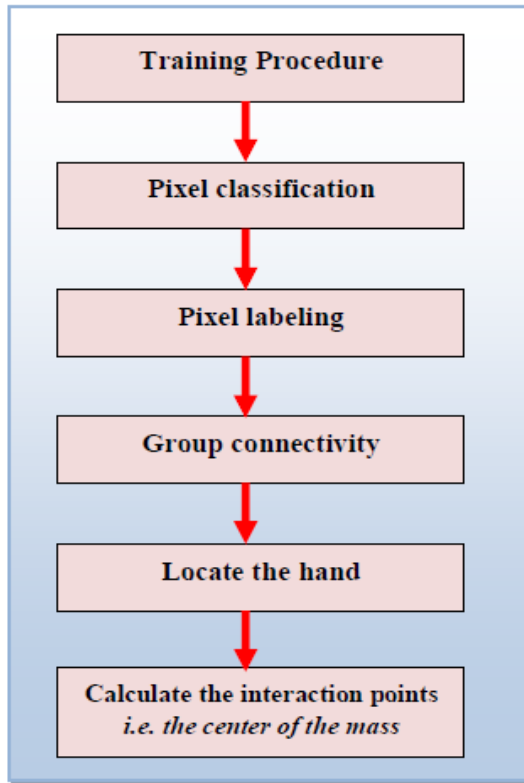 Training Procedure
Pixel classification
Pixel labeling
Group connectivity
Locate the hand
Calculate the interaction points
i.e. the center of the mass